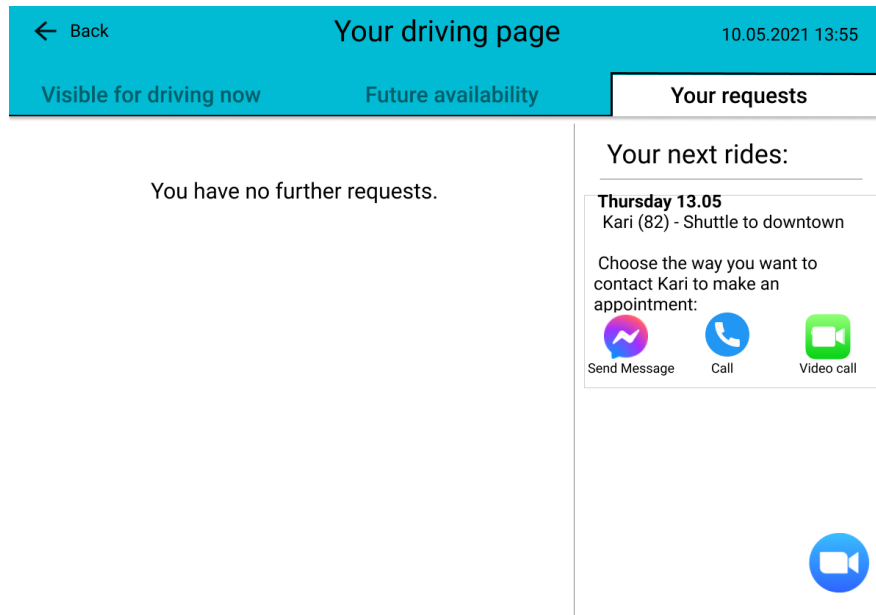 Back
Your driving page
10.05.2021 13:55
Visible for driving now
Future availability
Your requests
You have no further requests.
Your next rides:
Thursday 13.05
Kari (82) - Shuttle to downtown
Choose the way you want to
contact Kari to make an
appointment:
Send Message
Call
Video call